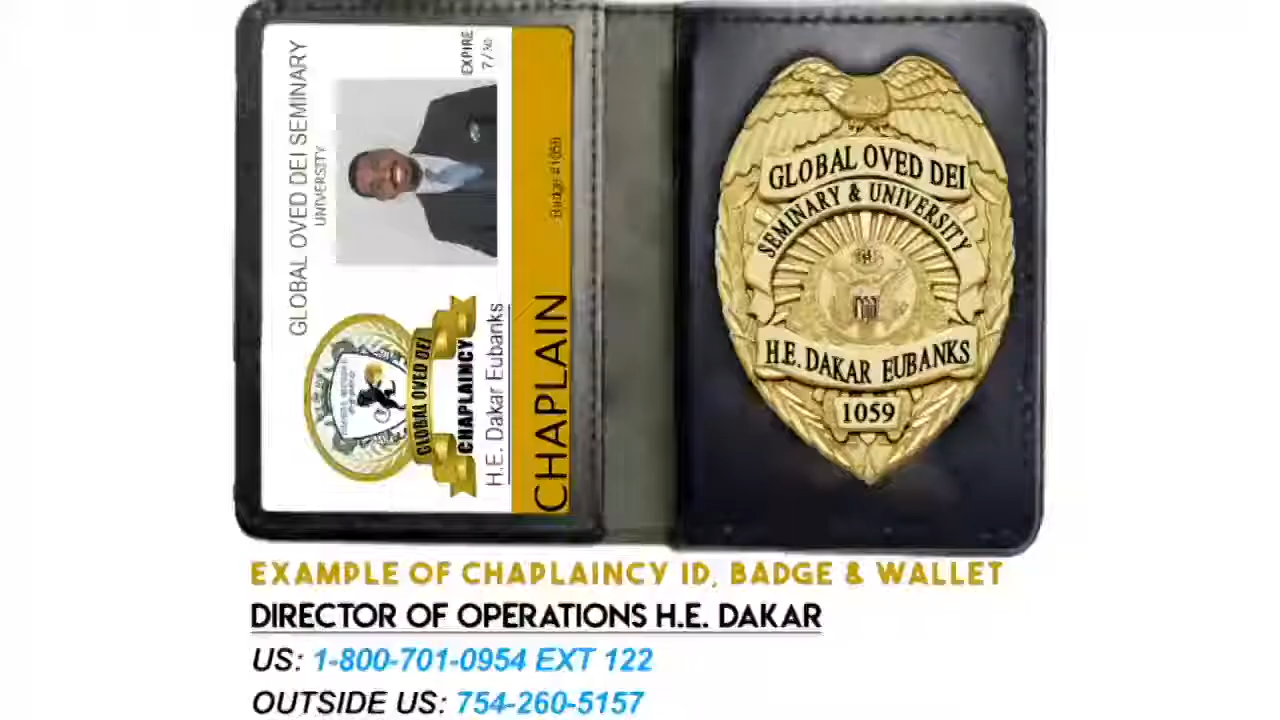 GLOBAL OVED DEI SEMINARY
UNIVERSITY
EXPIRE
7/30
Badge #1059
GLOBAL OVED DEI
CHAPLAINCY
H.E. Dakar Eubanks
CHAPLAIN
GLOBAL OVED DEI
SEMINARY & UNIVERSITY
H.E. DAKAR EUBANKS
1059
EXAMPLE OF CHAPLAINCY ID, BADGE & WALLET
DIRECTOR OF OPERATIONS H.E. DAKAR
US: 1-800-701-0954 EXT 122
OUTSIDE US: 754-260-5157